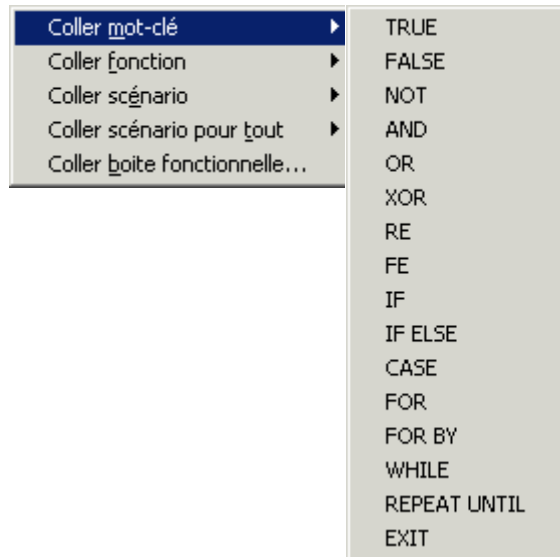 Coller mot-clé
Coller fonction
Coller scénario
Coller scénario pour tout
Coller boite fonctionnelle...
TRUE
FALSE
NOT
AND
OR
XOR
RE
FE
IF
IF ELSE
CASE
FOR
FOR BY
WHILE
REPEAT UNTIL
EXIT